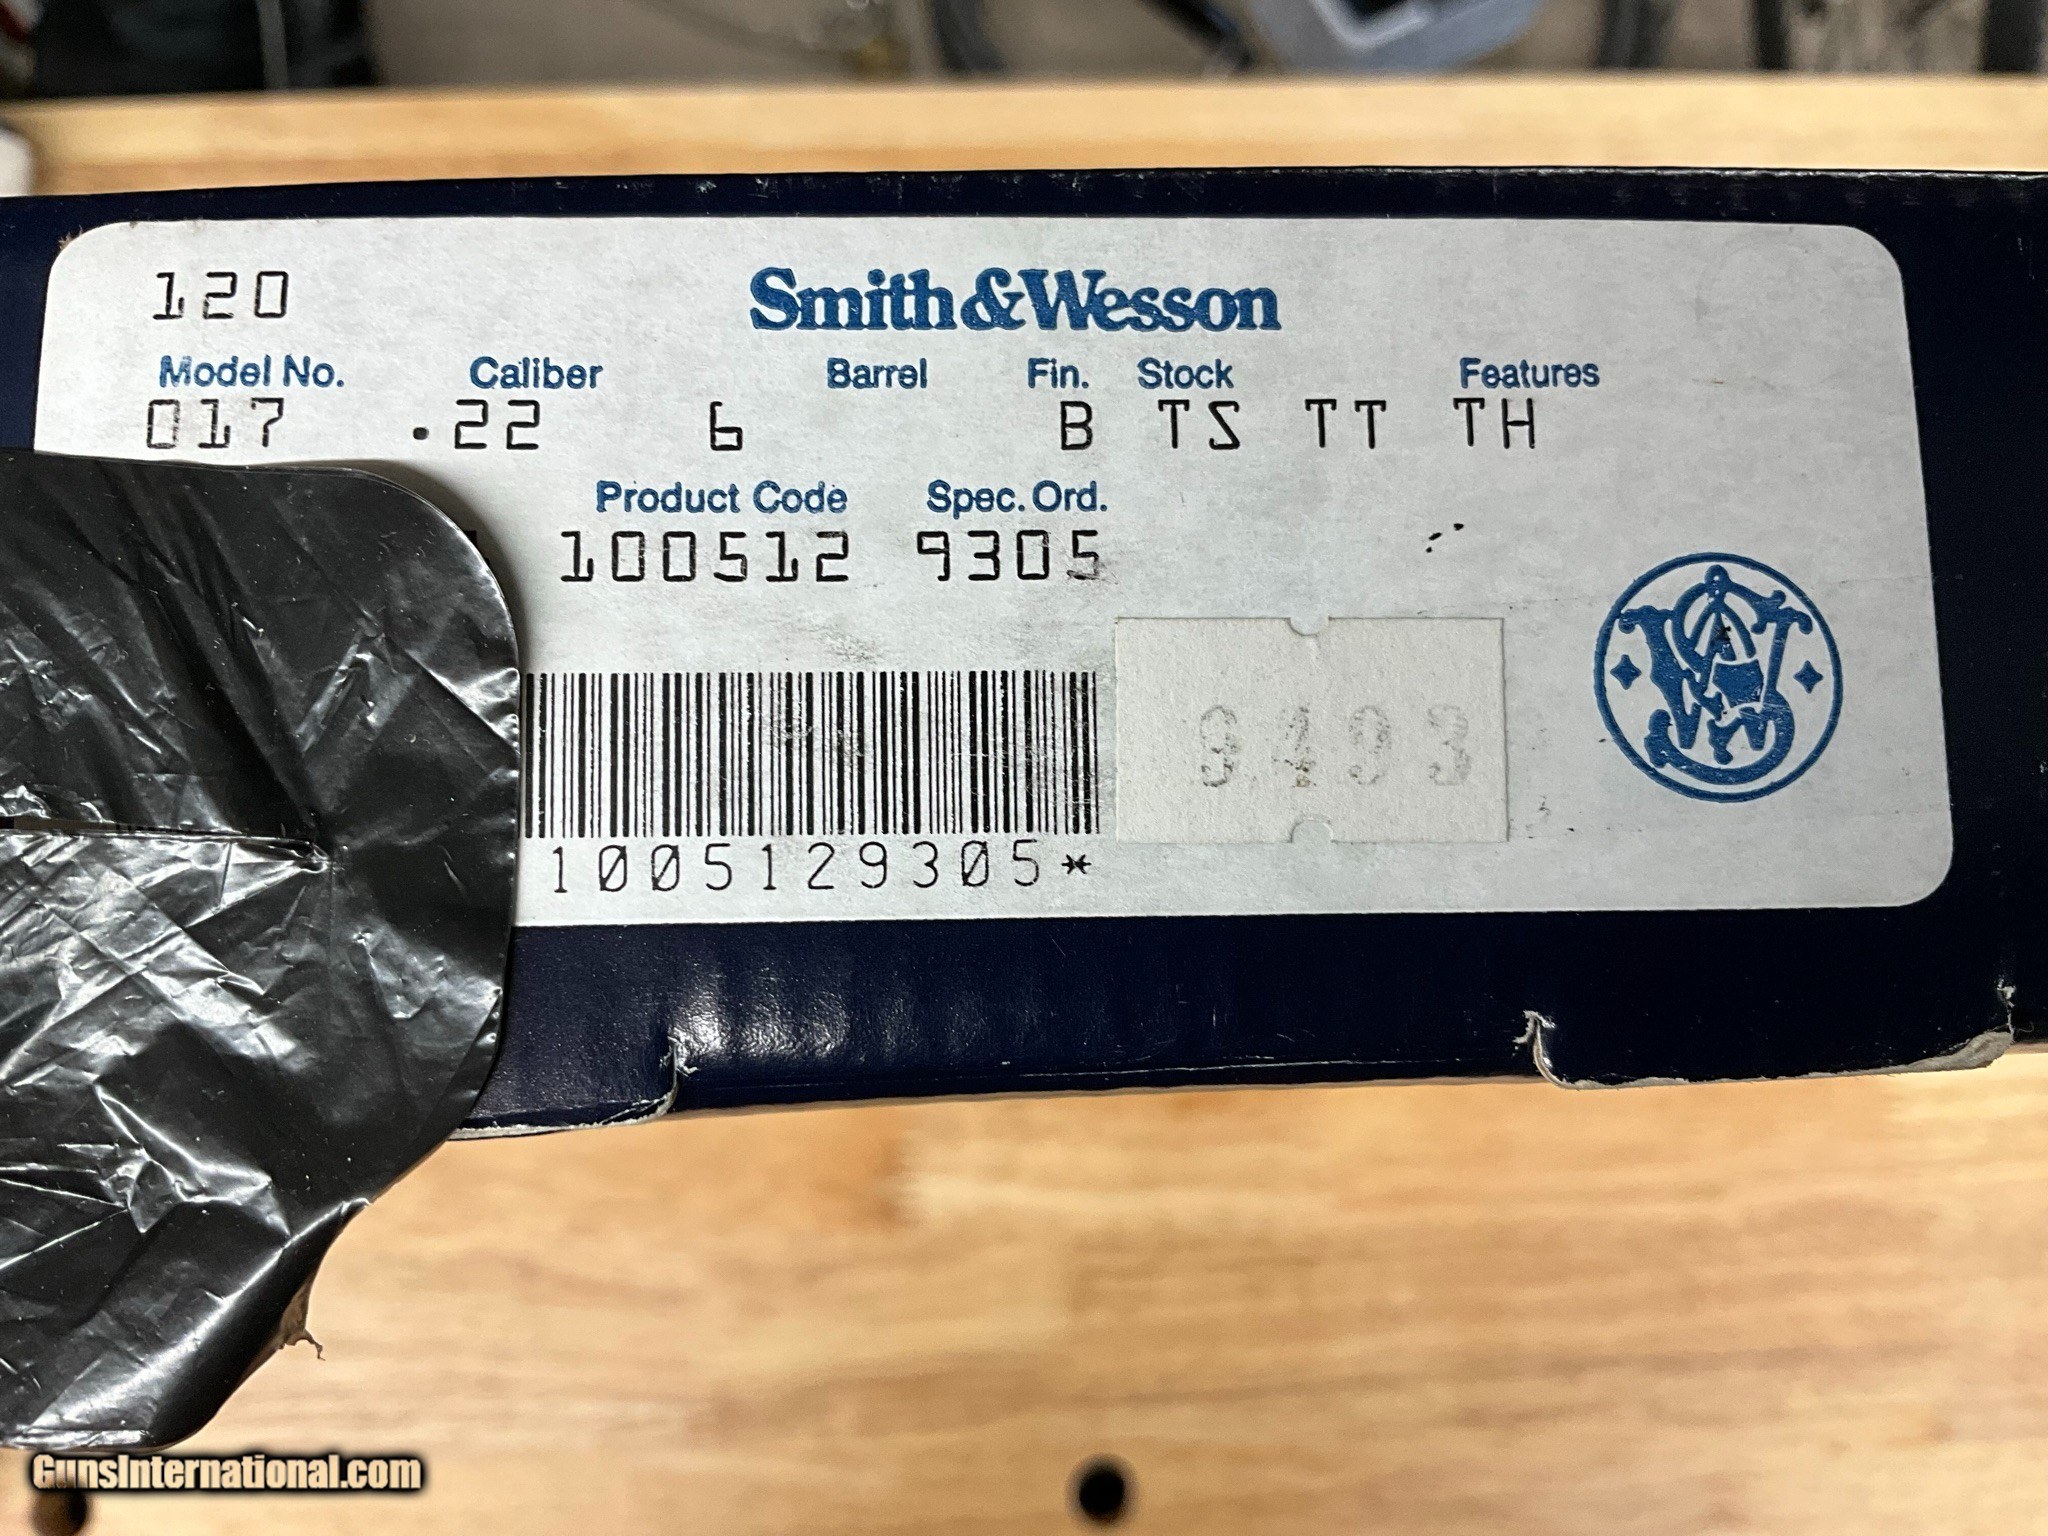 120
Smith & Wesson
Model No. Caliber Barrel Fin. Stock Features
017 .22 6 B TS TT TH
Product Code Spec. Ord.
100512 9305
1005129305*
SW
GunsInternational.com